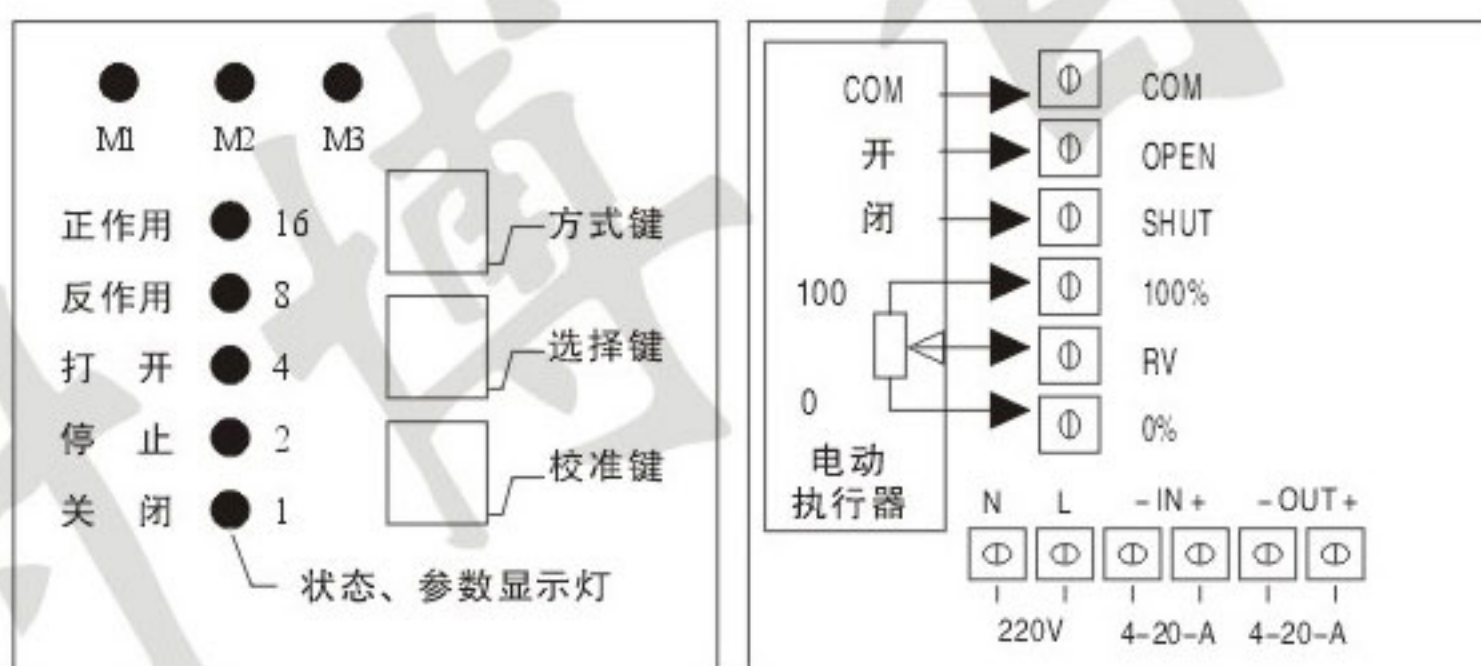 M1 M2 M3
正作用 16
方式键
反作用 8
选择键
打 开 4
停 止 2
校准键
关 闭 1
状态、参数显示灯
COM COM
开 OPEN
闭 SHUT
100 100%
RV
0 0%
电动
执行器
N L -IN+ -OUT+
220V 4-20-A 4-20-A